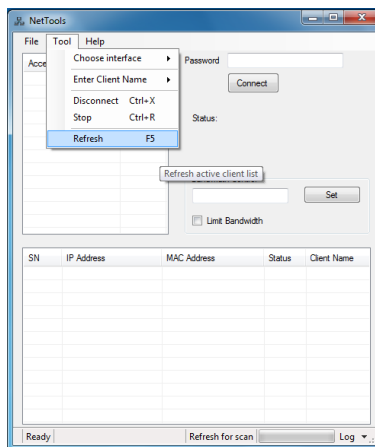 NetTools
File Tool Help
Acce
Choose interface
Password
Enter Client Name
Connect
Disconnect Ctrl+X
Stop Ctrl+R
Status:
Refresh F5
Refresh active client list
Set
Limit Bandwidth
SN IP Address MAC Address Status Client Name
Ready Refresh for scan Log